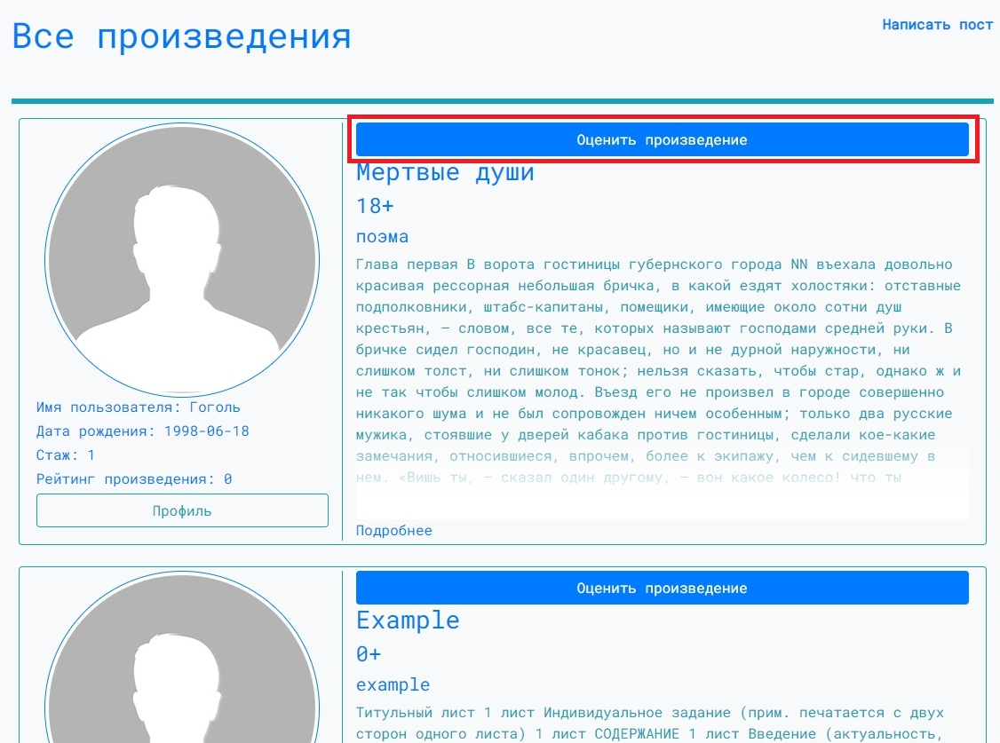 Все произведения
Написать пост
Оценить произведение
Мертвые души
18+
поэма
Глава первая В ворота гостиницы губернского города NN въехала довольно
красивая рессорная небольшая бричка, в какой ездят холостяки: отставные
подполковники, штабс-капитаны, помещики, имеющие около сотни душ
крестьян, — словом, все те, которых называют господами средней руки. В
бричке сидел господин, не красавец, но и не дурной наружности, ни
слишком толст, ни слишком тонок; нельзя сказать, чтобы стар, однако ж и
не так чтобы слишком молод. Въезд его не произвел в городе совершенно
никакого шума и не был сопровожден ничем особенным; только два русские
мужика, стоявшие у дверей кабака против гостиницы, сделали кое-какие
замечания, относившиеся, впрочем, более к экипажу, чем к сидевшему в
нем. «Вишь ты, — сказал один другому, — вон какое колесо! что ты
Подробнее
Имя пользователя: Гоголь
Дата рождения: 1998-06-18
Стаж: 1
Рейтинг произведения: 0
Профиль
Оценить произведение
Example
0+
example
Титульный лист 1 лист Индивидуальное задание (прим. печатается с двух
сторон одного листа) 1 лист СОДЕРЖАНИЕ 1 лист Введение (актуальность,